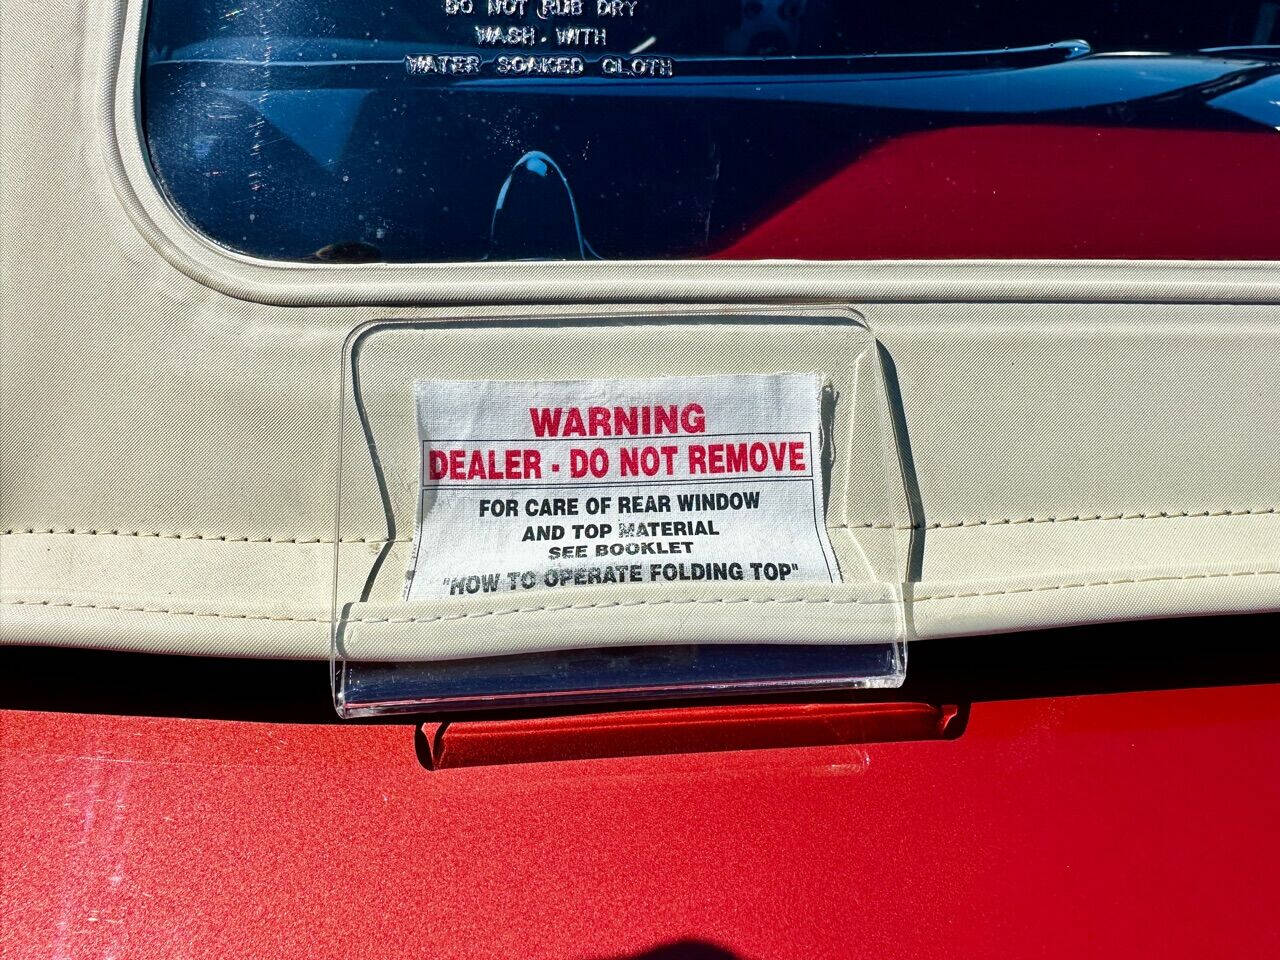 DO NOT RUB DRY
WASH - WITH
WATER SOAKED CLOTH
WARNING
DEALER - DO NOT REMOVE
FOR CARE OF REAR WINDOW
AND TOP MATERIAL
SEE BOOKLET
"HOW TO OPERATE FOLDING TOP"